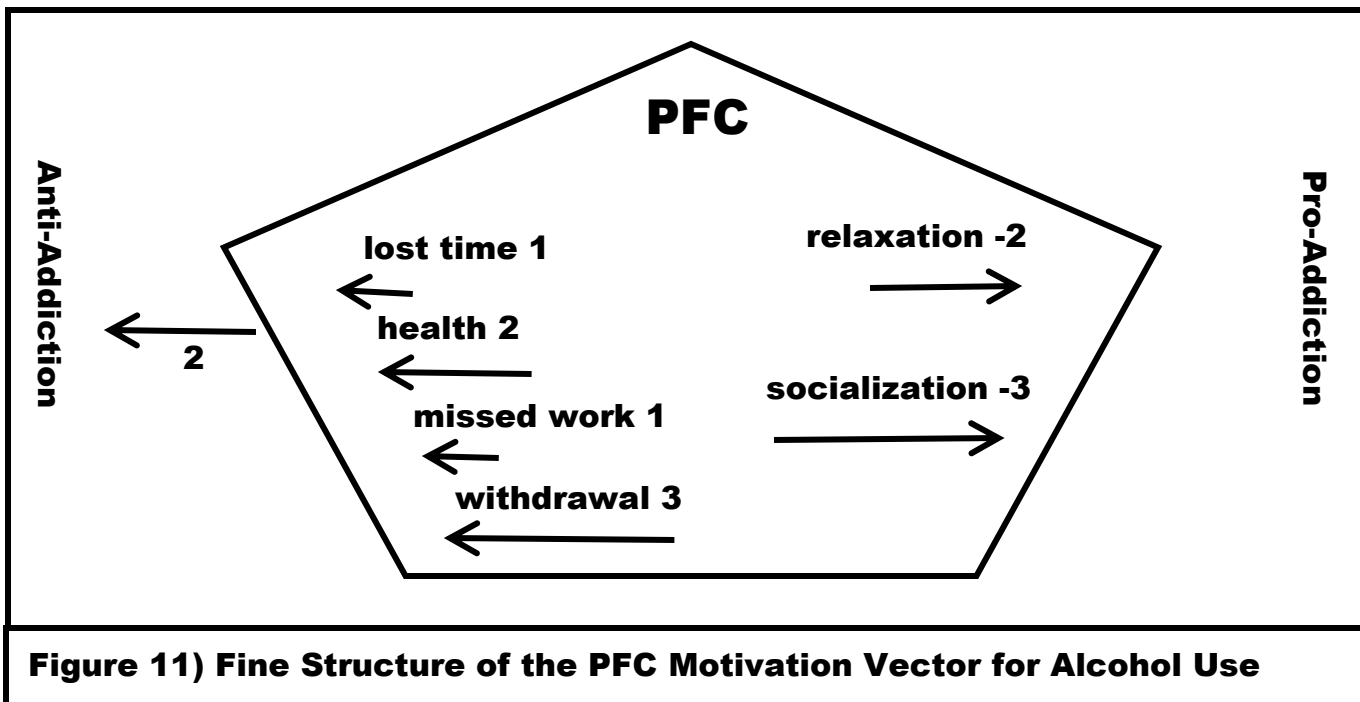 PFC
Anti-Addiction
Pro-Addiction
lost time 1
relaxation -2
health 2
2
socialization -3
missed work 1
withdrawal 3
Figure 11) Fine Structure of the PFC Motivation Vector for Alcohol Use